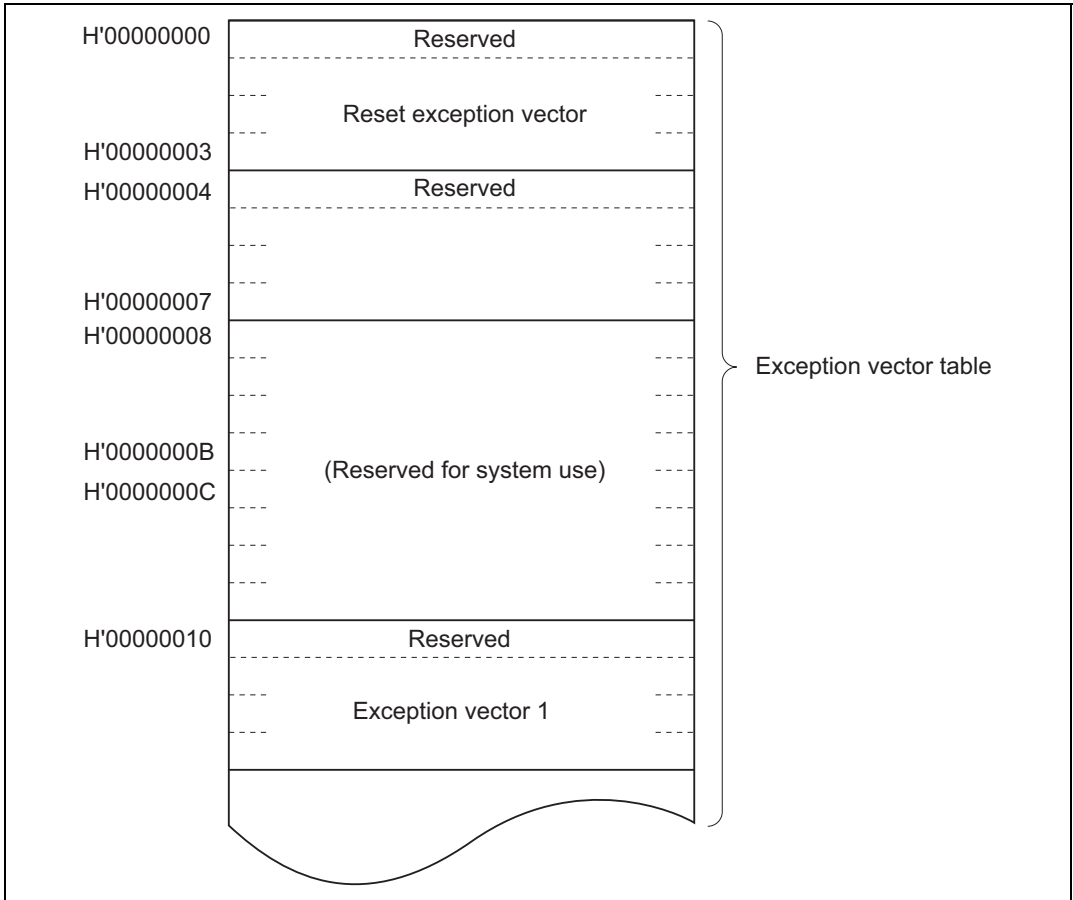 H'00000000
Reserved
Reset exception vector
H'00000003
H'00000004
Reserved
H'00000007
H'00000008
Exception vector table
H'0000000B
(Reserved for system use)
H'0000000C
H'00000010
Reserved
Exception vector 1